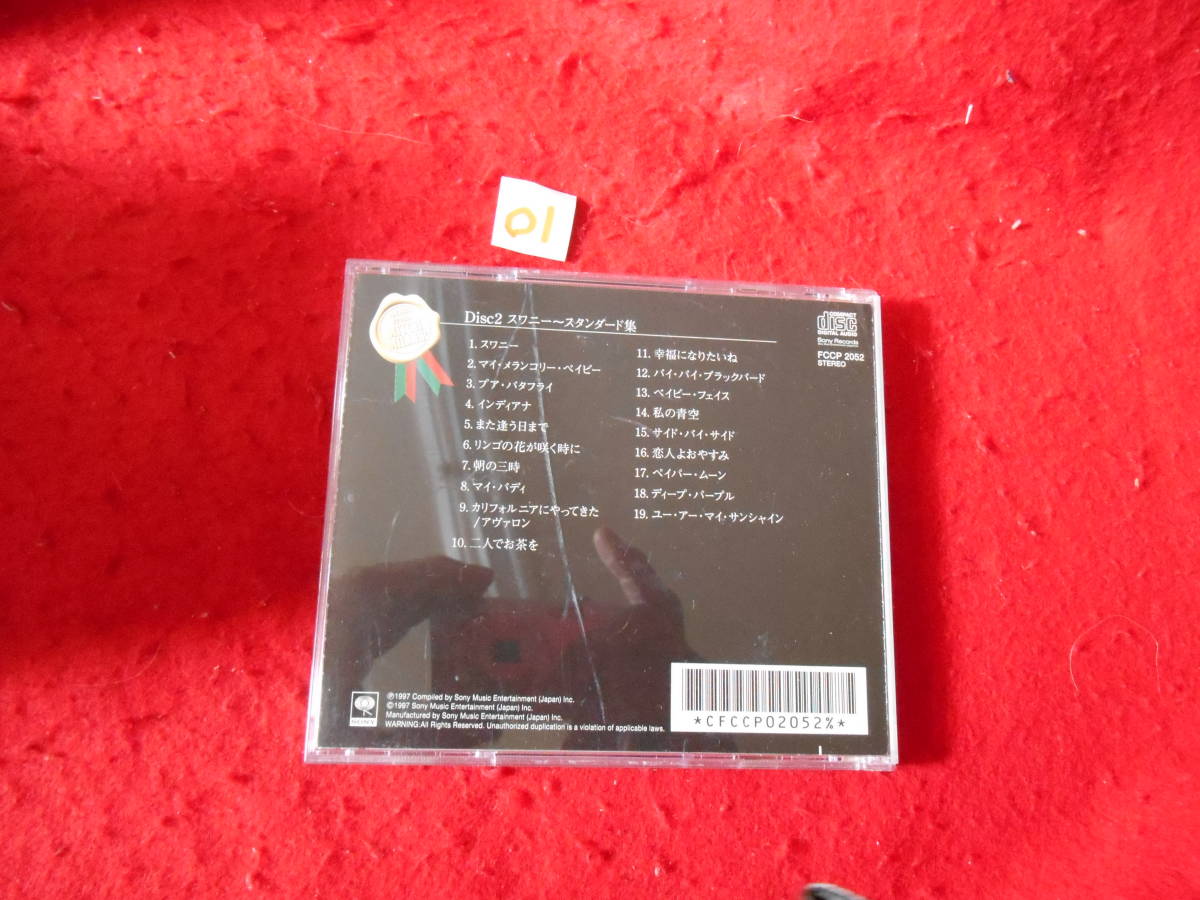 01
Disc2 スワニー～スタンダード集
1. スワニー
2. マイ・メランコリー・ベイビー
3. プア・バタフライ
4. インディアナ
5. また逢う日まで
6. リンゴの花が咲く時に
7. 朝の三時
8. マイ・バディ
9. カリフォルニアにやってきた
/アヴァロン
10. 二人でお茶を
11. 幸福になりたいね
12. バイ・バイ・ブラックバード
13. ベイビー・フェイス
14. 私の青空
15. サイド・バイ・サイド
16. 恋人よおやすみ
17. ペイパー・ムーン
18. ディープ・パープル
19. ユー・アー・マイ・サンシャイン
COMPACT
disc
DIGITAL AUDIO
Sony Records
FCCP 2052
STEREO
SONY
℗1997 Compiled by Sony Music Entertainment (Japan) Inc.
©1997 Sony Music Entertainment (Japan) Inc.
Manufactured by Sony Music Entertainment (Japan) Inc.
WARNING:All Rights Reserved. Unauthorized duplication is a violation of applicable laws.
*CFCCP02052%*